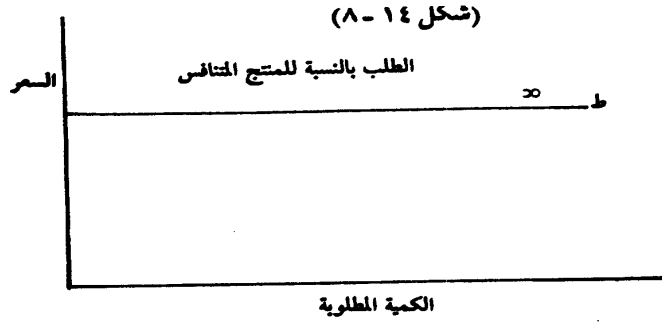 (شكل ١٤ - ٨)
الطلب بالنسبة للمنتج المتنافس
السعر
∞
ط
الكمية المطلوبة